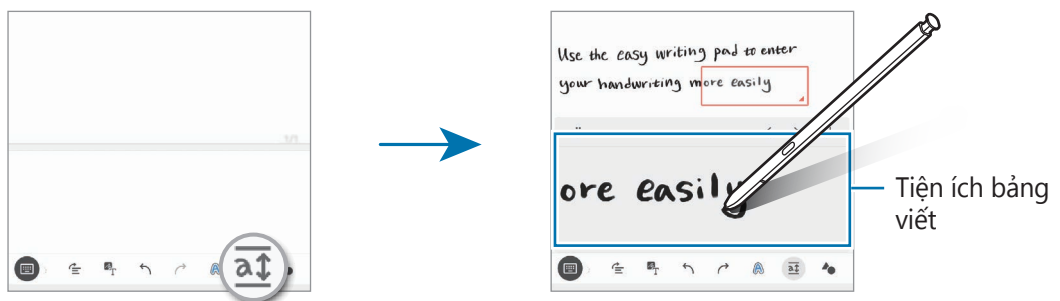 Use the easy writing pad to enter
your handwriting more easily
ore easily
Tiện ích bảng
viết